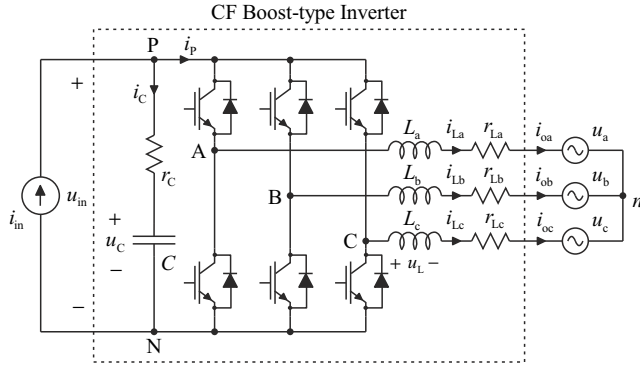 CF Boost-type Inverter
P
i_P
+
i_C
A
L_a
i_La
r_La
i_oa
u_a
r_C
L_b
i_Lb
r_Lb
i_ob
u_b
i_in
u_in
+
B
n
u_C
C
L_c
i_Lc
r_Lc
i_oc
u_c
−
C
+ u_L −
−
N